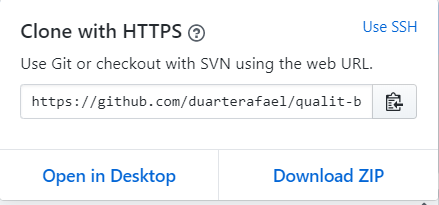 Clone with HTTPS ? Use SSH
Use Git or checkout with SVN using the web URL.
https://github.com/duarterafael/qualit-b
Open in Desktop Download ZIP